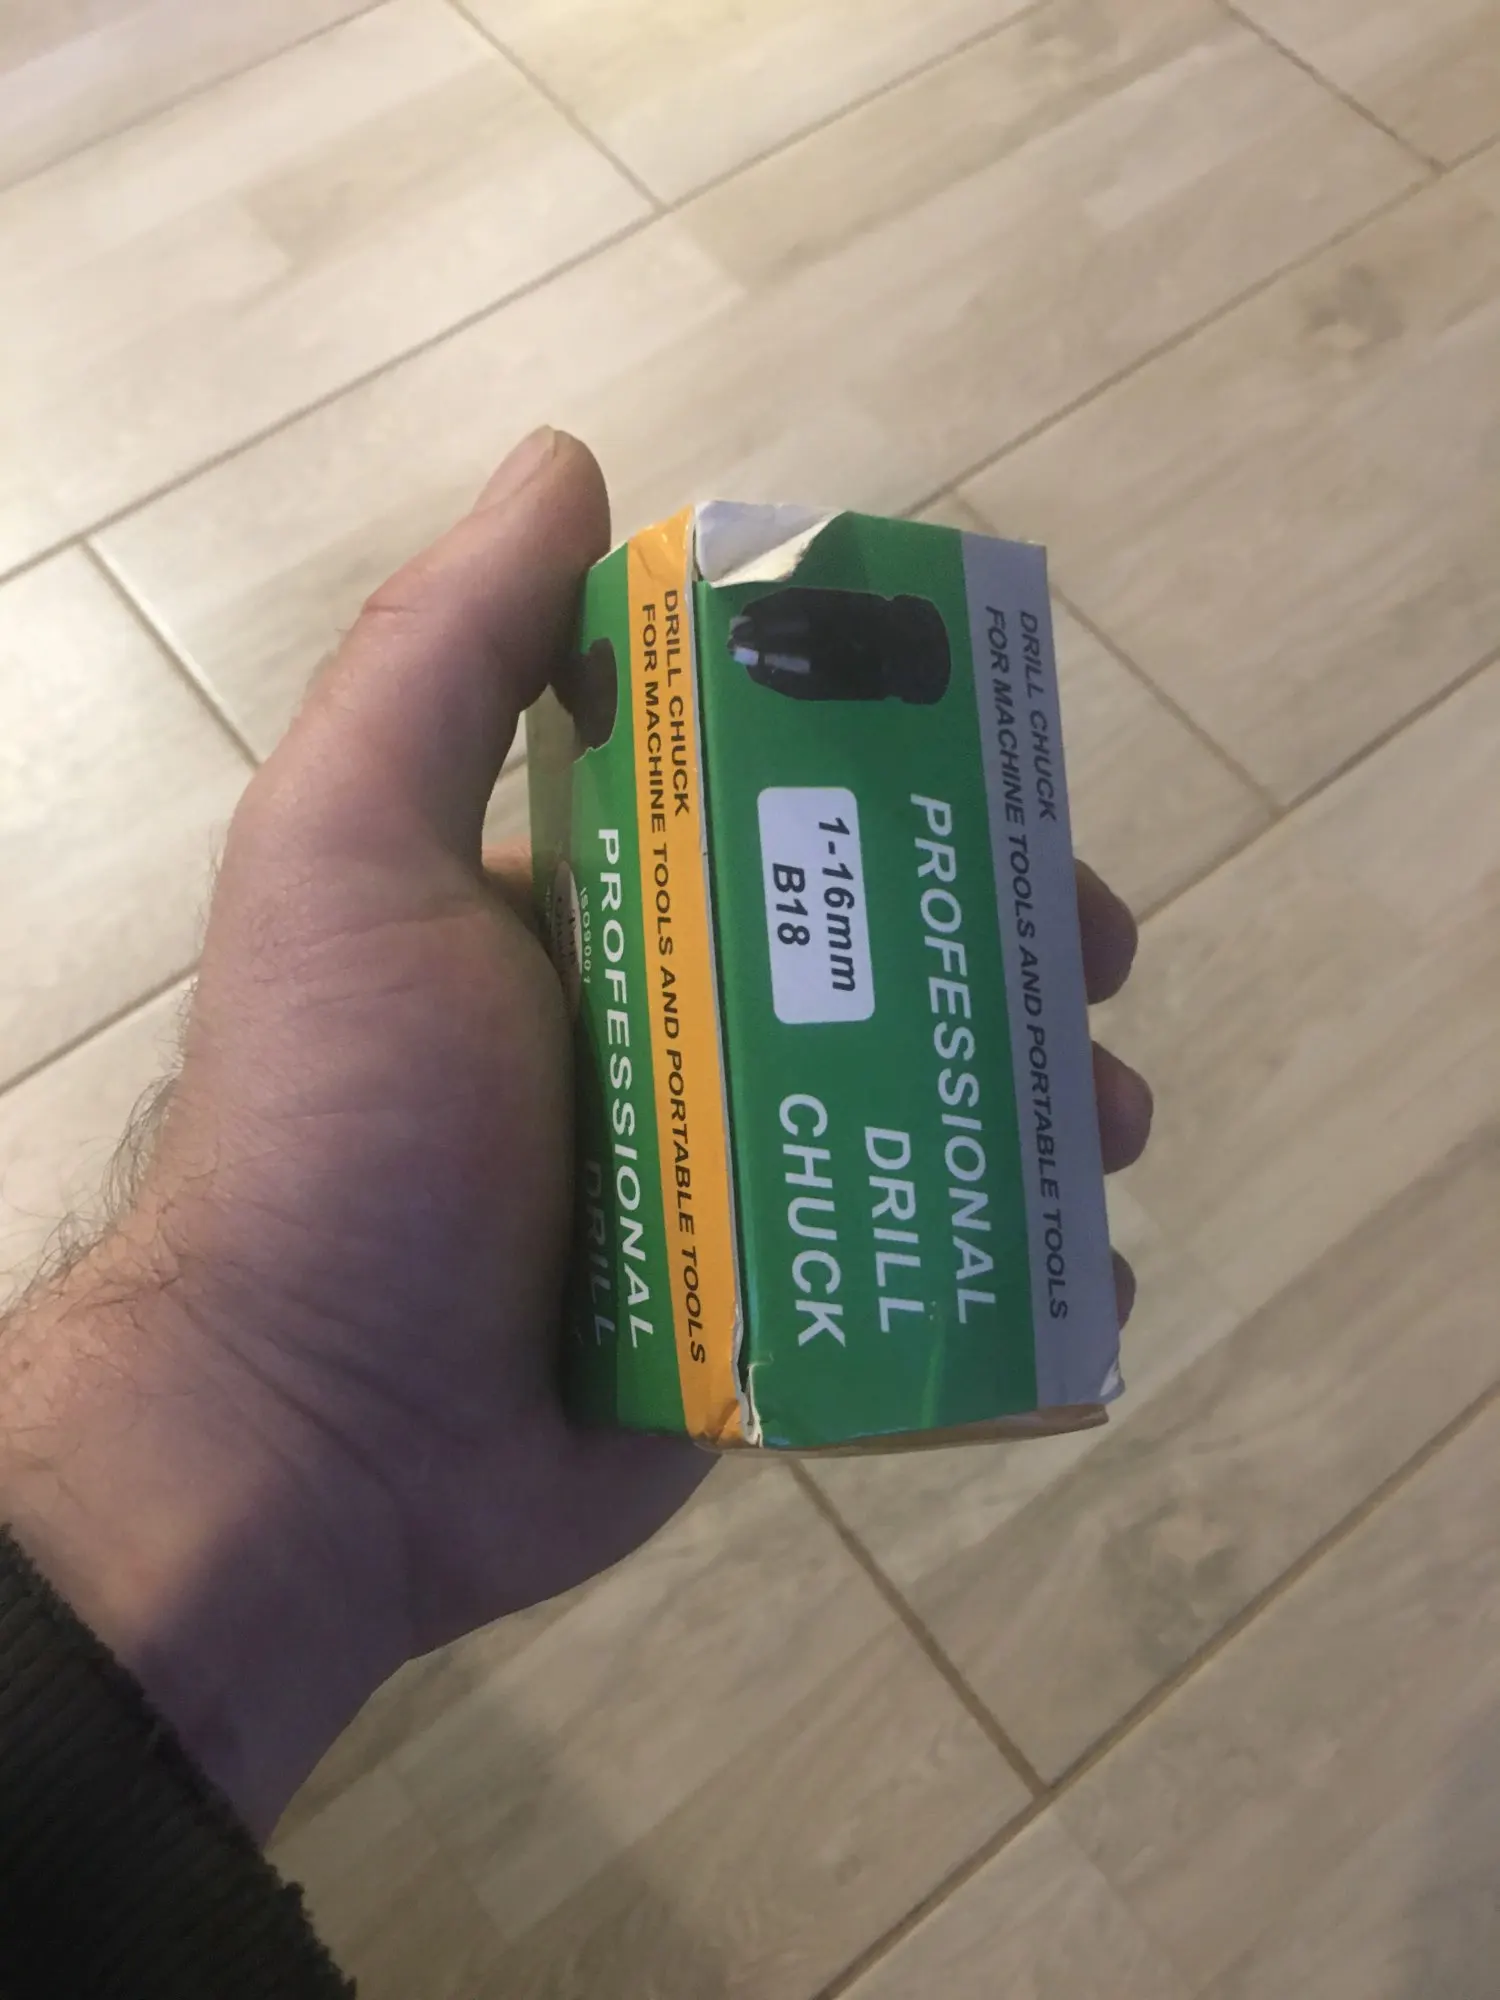 DRILL CHUCK
FOR MACHINE TOOLS AND PORTABLE TOOLS
PROFESSIONAL
DRILL
CHUCK
1-16mm
B18
DRILL CHUCK
FOR MACHINE TOOLS AND PORTABLE TOOLS
PROFESSIONAL
DRILL
ISO9001